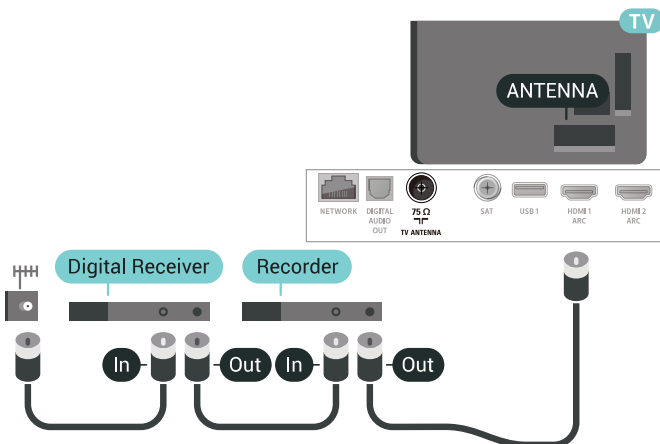 TV
ANTENNA
NETWORK
DIGITAL
AUDIO
OUT
75 Ω
TV ANTENNA
SAT
USB 1
HDMI 1
ARC
HDMI 2
ARC
Digital Receiver
Recorder
In
Out
In
Out